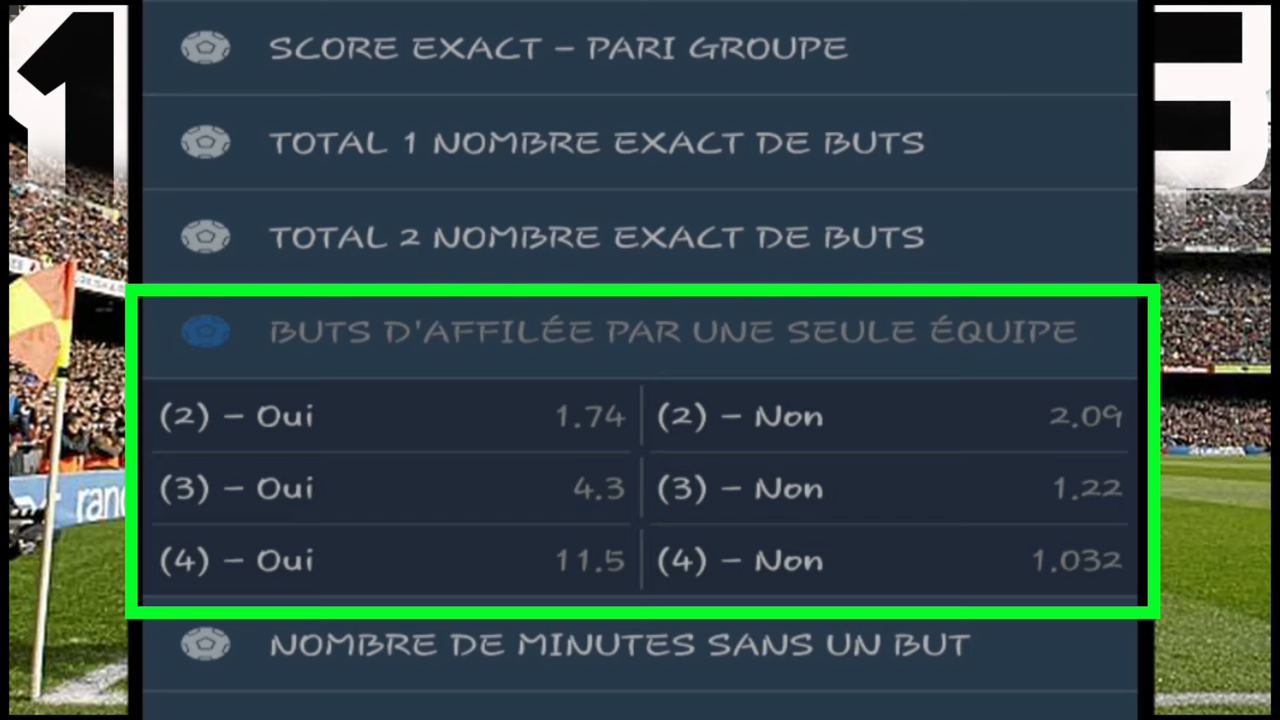 1
SCORE EXACT – PARI GROUPE
TOTAL 1 NOMBRE EXACT DE BUTS
TOTAL 2 NOMBRE EXACT DE BUTS
BUTS D'AFFILÉE PAR UNE SEULE ÉQUIPE
(2) – Oui 1.74 (2) – Non 2.09
(3) – Oui 4.3 (3) – Non 1.22
(4) – Oui 11.5 (4) – Non 1.032
NOMBRE DE MINUTES SANS UN BUT